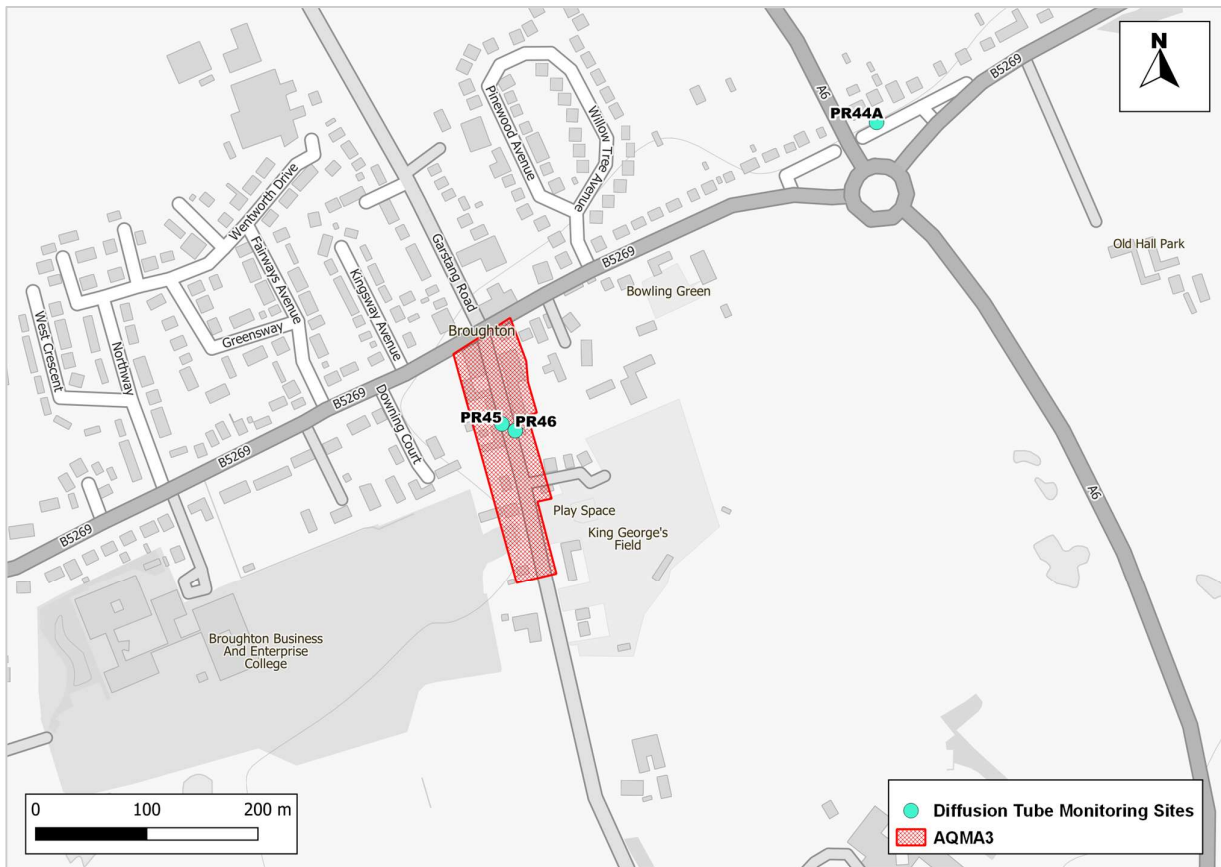 N
B5269
A6
PR44A
Pinewood Avenue
Willow Tree Avenue
Wentworth Drive
Garstang Road
Fairways Avenue
Kingsway Avenue
Old Hall Park
Bowling Green
West Crescent
Northway
Greensway
Broughton
B5269
B5269
Downing Court
PR45
PR46
B5269
B5269
A6
Play Space
King George's
Field
Broughton Business
And Enterprise
College
0 100 200 m
Diffusion Tube Monitoring Sites
AQMA3